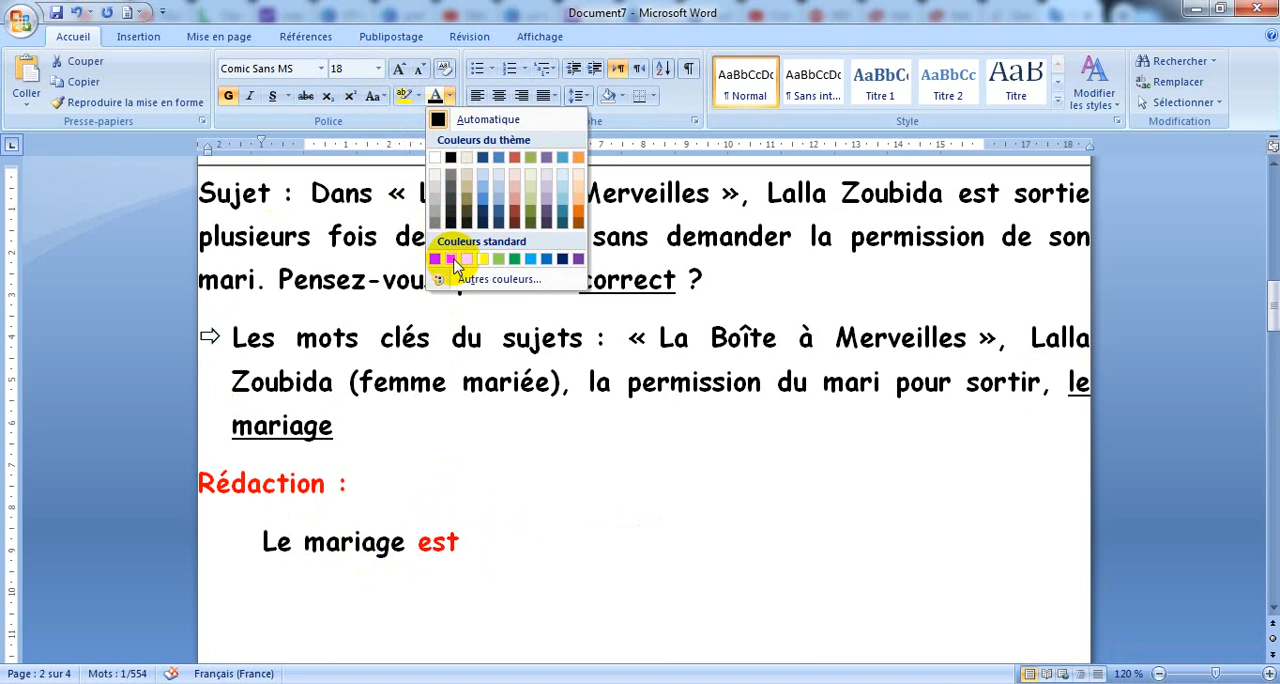 Document7 - Microsoft Word
Accueil Insertion Mise en page Références Publipostage Révision Affichage
Coller
Couper
Copier
Reproduire la mise en forme
Presse-papiers
Comic Sans MS 18
G I S abc x₂ x² Aa
Police
Automatique
Couleurs du thème
Couleurs standard
Autres couleurs...
AaBbCcDc
¶ Normal
AaBbCcDc
¶ Sans int...
AaBbC
Titre 1
AaBbCc
Titre 2
AaB
Titre
Modifier
les styles
Style
Rechercher
Remplacer
Sélectionner
Modification
Sujet : Dans « Merveilles », Lalla Zoubida est sortie
plusieurs fois de sans demander la permission de son
mari. Pensez-vous correct ?
⇨ Les mots clés du sujets : « La Boîte à Merveilles », Lalla
Zoubida (femme mariée), la permission du mari pour sortir, le
mariage
Rédaction :
Le mariage est
Page : 2 sur 4 Mots : 1/554 Français (France) 120 %